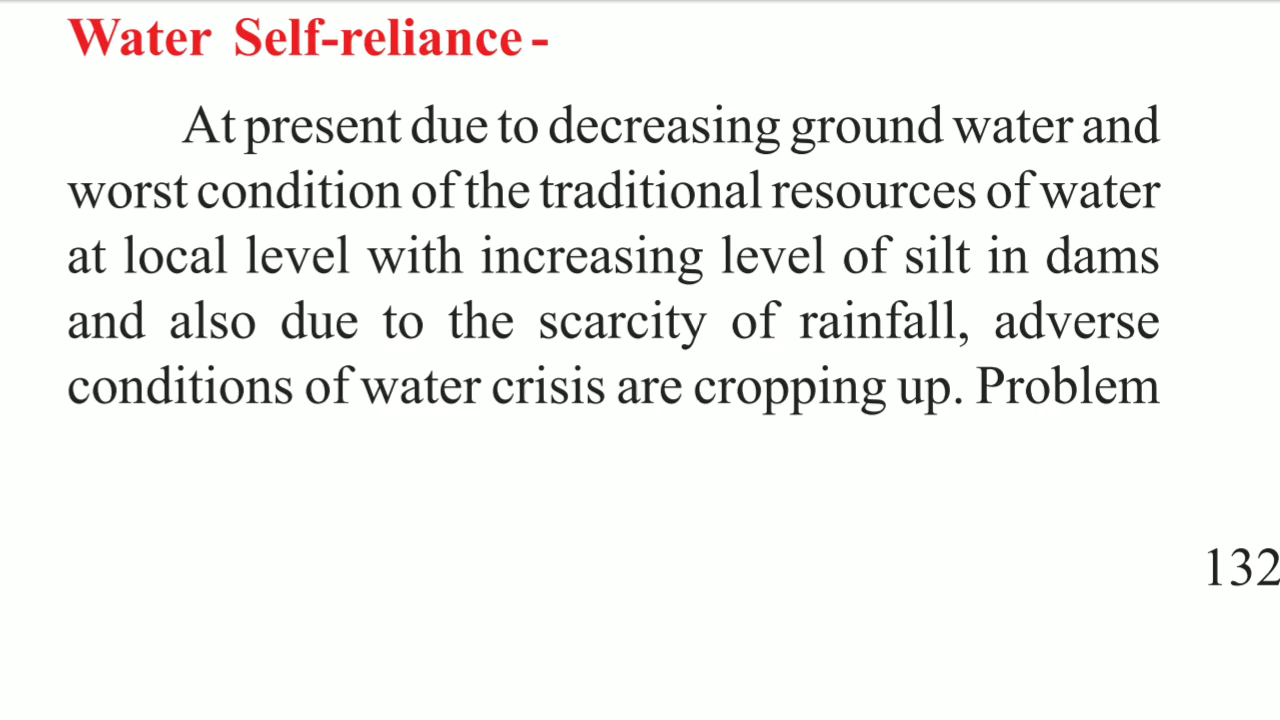 Water Self-reliance -
At present due to decreasing ground water and
worst condition of the traditional resources of water
at local level with increasing level of silt in dams
and also due to the scarcity of rainfall, adverse
conditions of water crisis are cropping up. Problem
132